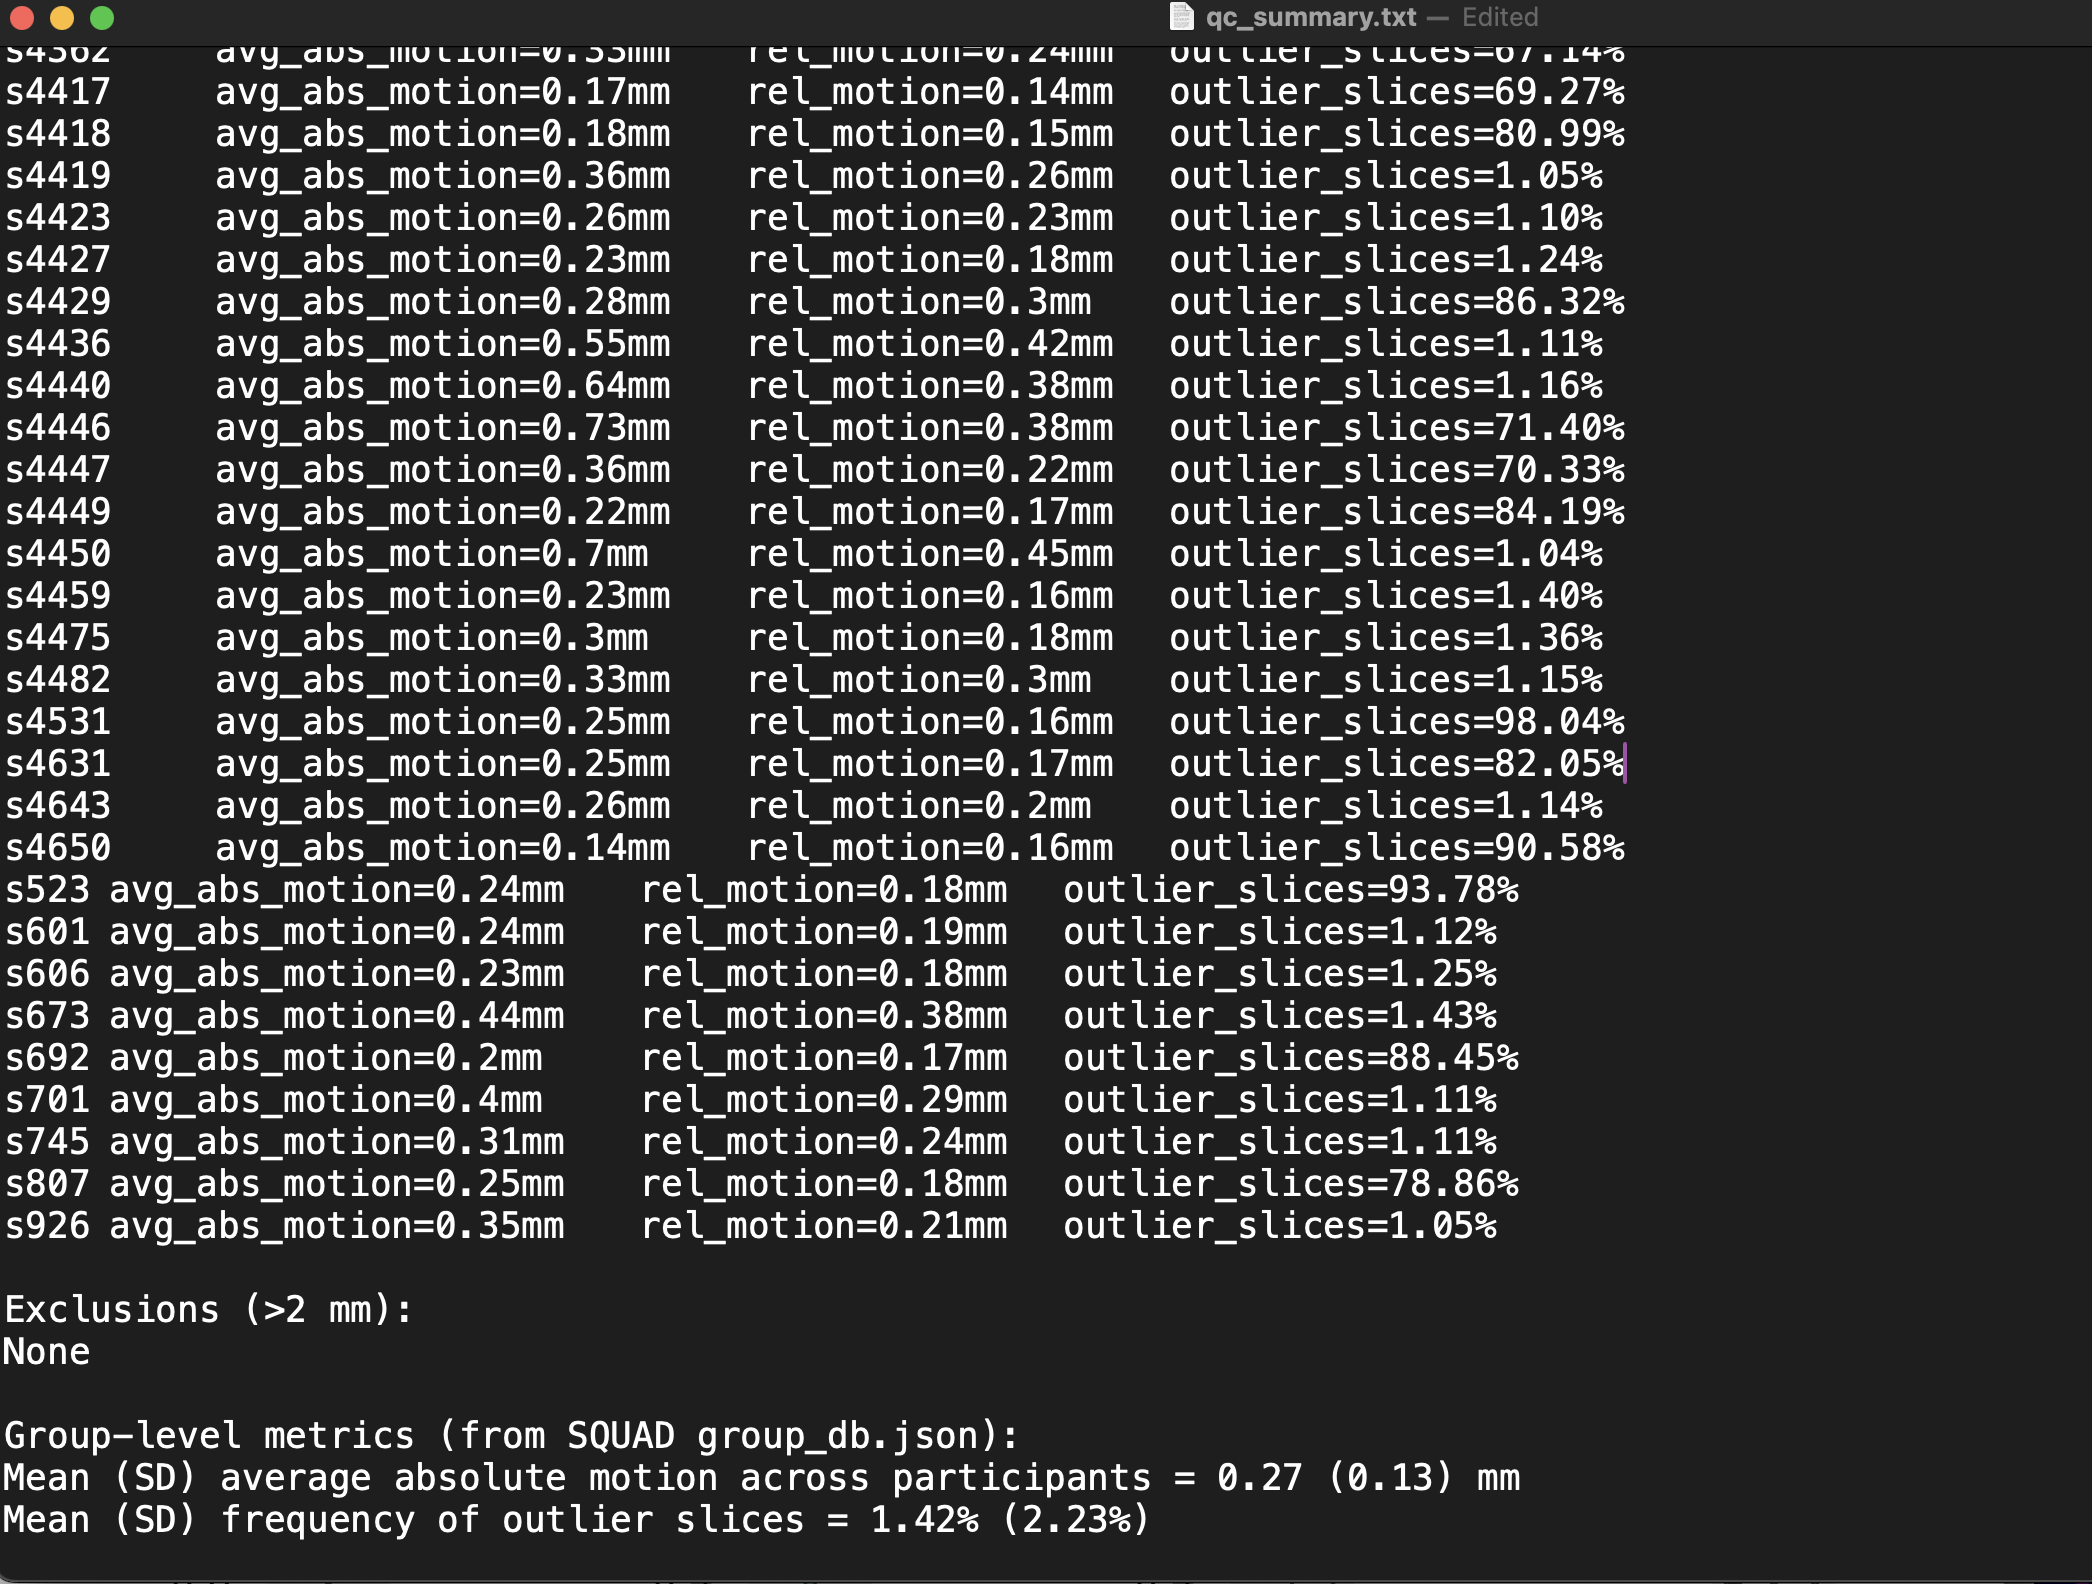 qc_summary.txt — Edited
s4362 avg_abs_motion=0.33mm rel_motion=0.24mm outlier_slices=67.14%
s4417 avg_abs_motion=0.17mm rel_motion=0.14mm outlier_slices=69.27%
s4418 avg_abs_motion=0.18mm rel_motion=0.15mm outlier_slices=80.99%
s4419 avg_abs_motion=0.36mm rel_motion=0.26mm outlier_slices=1.05%
s4423 avg_abs_motion=0.26mm rel_motion=0.23mm outlier_slices=1.10%
s4427 avg_abs_motion=0.23mm rel_motion=0.18mm outlier_slices=1.24%
s4429 avg_abs_motion=0.28mm rel_motion=0.3mm outlier_slices=86.32%
s4436 avg_abs_motion=0.55mm rel_motion=0.42mm outlier_slices=1.11%
s4440 avg_abs_motion=0.64mm rel_motion=0.38mm outlier_slices=1.16%
s4446 avg_abs_motion=0.73mm rel_motion=0.38mm outlier_slices=71.40%
s4447 avg_abs_motion=0.36mm rel_motion=0.22mm outlier_slices=70.33%
s4449 avg_abs_motion=0.22mm rel_motion=0.17mm outlier_slices=84.19%
s4450 avg_abs_motion=0.7mm rel_motion=0.45mm outlier_slices=1.04%
s4459 avg_abs_motion=0.23mm rel_motion=0.16mm outlier_slices=1.40%
s4475 avg_abs_motion=0.3mm rel_motion=0.18mm outlier_slices=1.36%
s4482 avg_abs_motion=0.33mm rel_motion=0.3mm outlier_slices=1.15%
s4531 avg_abs_motion=0.25mm rel_motion=0.16mm outlier_slices=98.04%
s4631 avg_abs_motion=0.25mm rel_motion=0.17mm outlier_slices=82.05%
s4643 avg_abs_motion=0.26mm rel_motion=0.2mm outlier_slices=1.14%
s4650 avg_abs_motion=0.14mm rel_motion=0.16mm outlier_slices=90.58%
s523 avg_abs_motion=0.24mm rel_motion=0.18mm outlier_slices=93.78%
s601 avg_abs_motion=0.24mm rel_motion=0.19mm outlier_slices=1.12%
s606 avg_abs_motion=0.23mm rel_motion=0.18mm outlier_slices=1.25%
s673 avg_abs_motion=0.44mm rel_motion=0.38mm outlier_slices=1.43%
s692 avg_abs_motion=0.2mm rel_motion=0.17mm outlier_slices=88.45%
s701 avg_abs_motion=0.4mm rel_motion=0.29mm outlier_slices=1.11%
s745 avg_abs_motion=0.31mm rel_motion=0.24mm outlier_slices=1.11%
s807 avg_abs_motion=0.25mm rel_motion=0.18mm outlier_slices=78.86%
s926 avg_abs_motion=0.35mm rel_motion=0.21mm outlier_slices=1.05%
Exclusions (>2 mm):
None
Group-level metrics (from SQUAD group_db.json):
Mean (SD) average absolute motion across participants = 0.27 (0.13) mm
Mean (SD) frequency of outlier slices = 1.42% (2.23%)